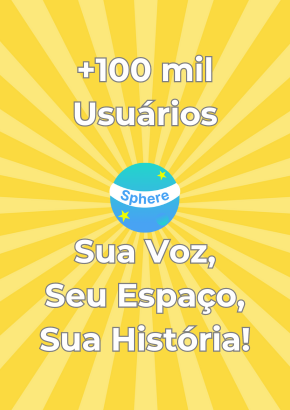 +100 mil
Usuários
Sphere
Sua Voz,
Seu Espaço,
Sua História!